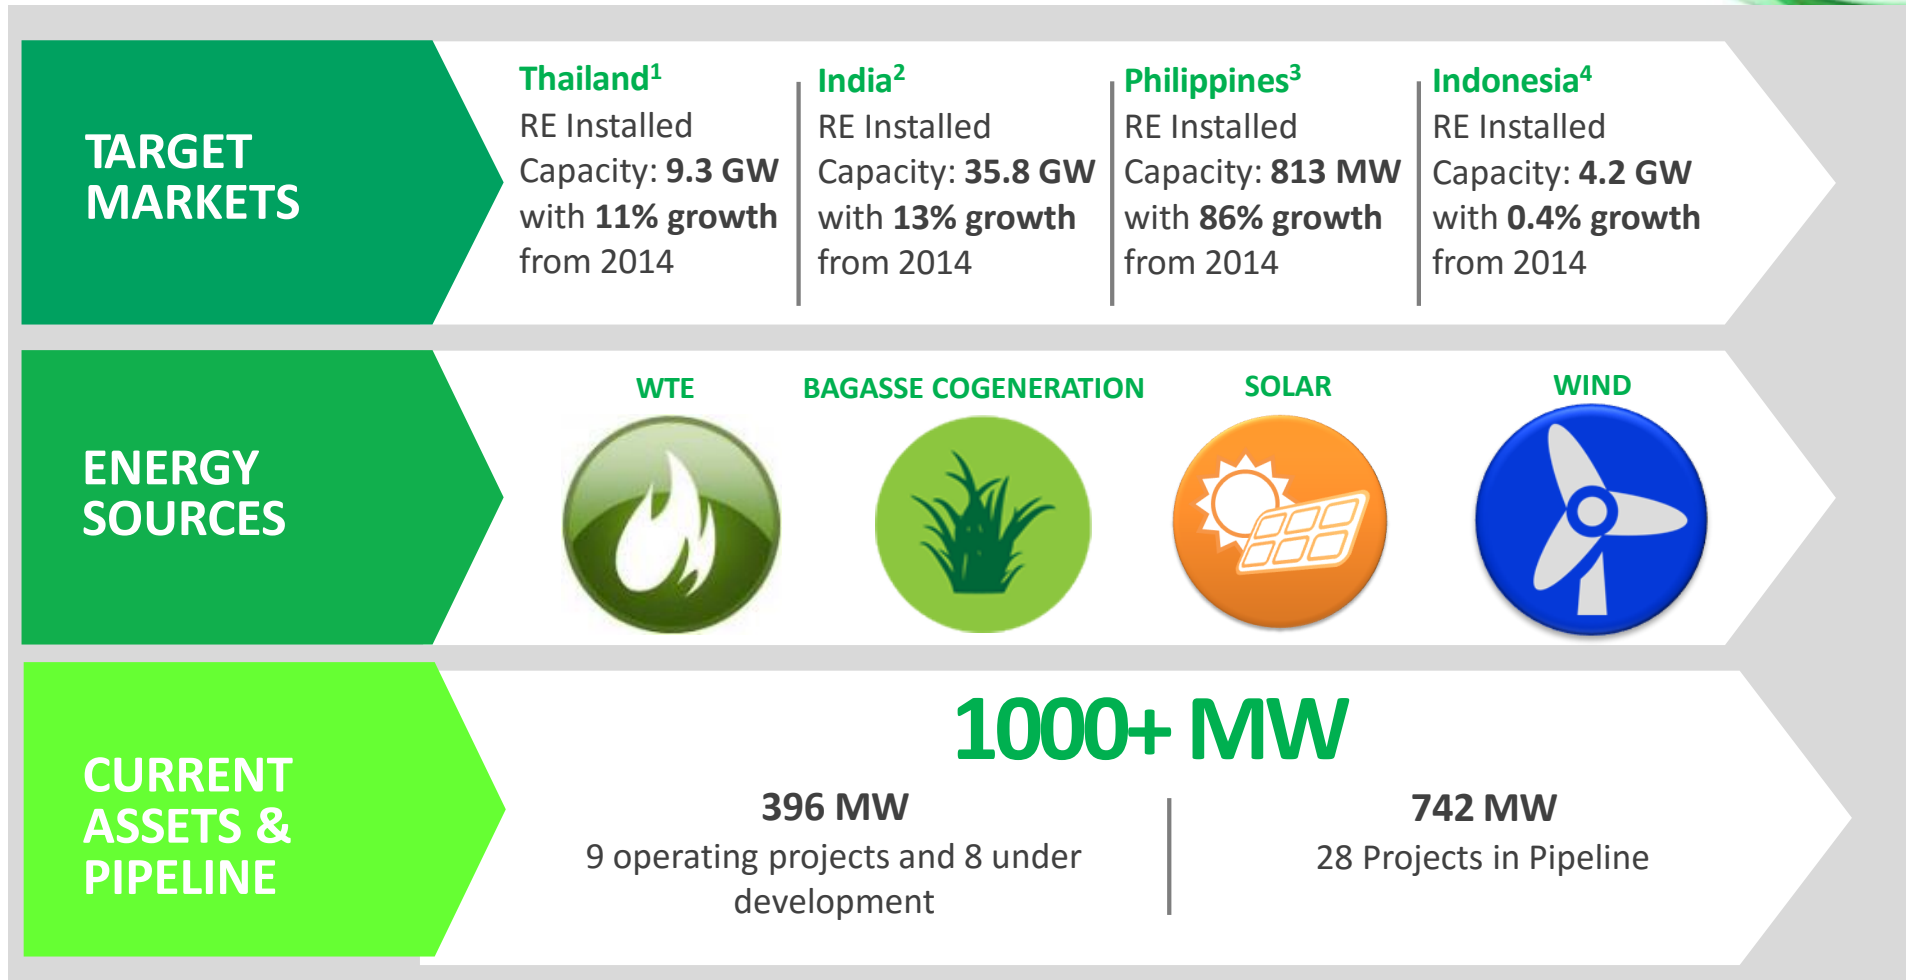 TARGET
MARKETS
Thailand¹
RE Installed
Capacity: 9.3 GW
with 11% growth
from 2014
India²
RE Installed
Capacity: 35.8 GW
with 13% growth
from 2014
Philippines³
RE Installed
Capacity: 813 MW
with 86% growth
from 2014
Indonesia⁴
RE Installed
Capacity: 4.2 GW
with 0.4% growth
from 2014
ENERGY
SOURCES
WTE
BAGASSE COGENERATION
SOLAR
WIND
CURRENT
ASSETS &
PIPELINE
1000+ MW
396 MW
9 operating projects and 8 under
development
742 MW
28 Projects in Pipeline